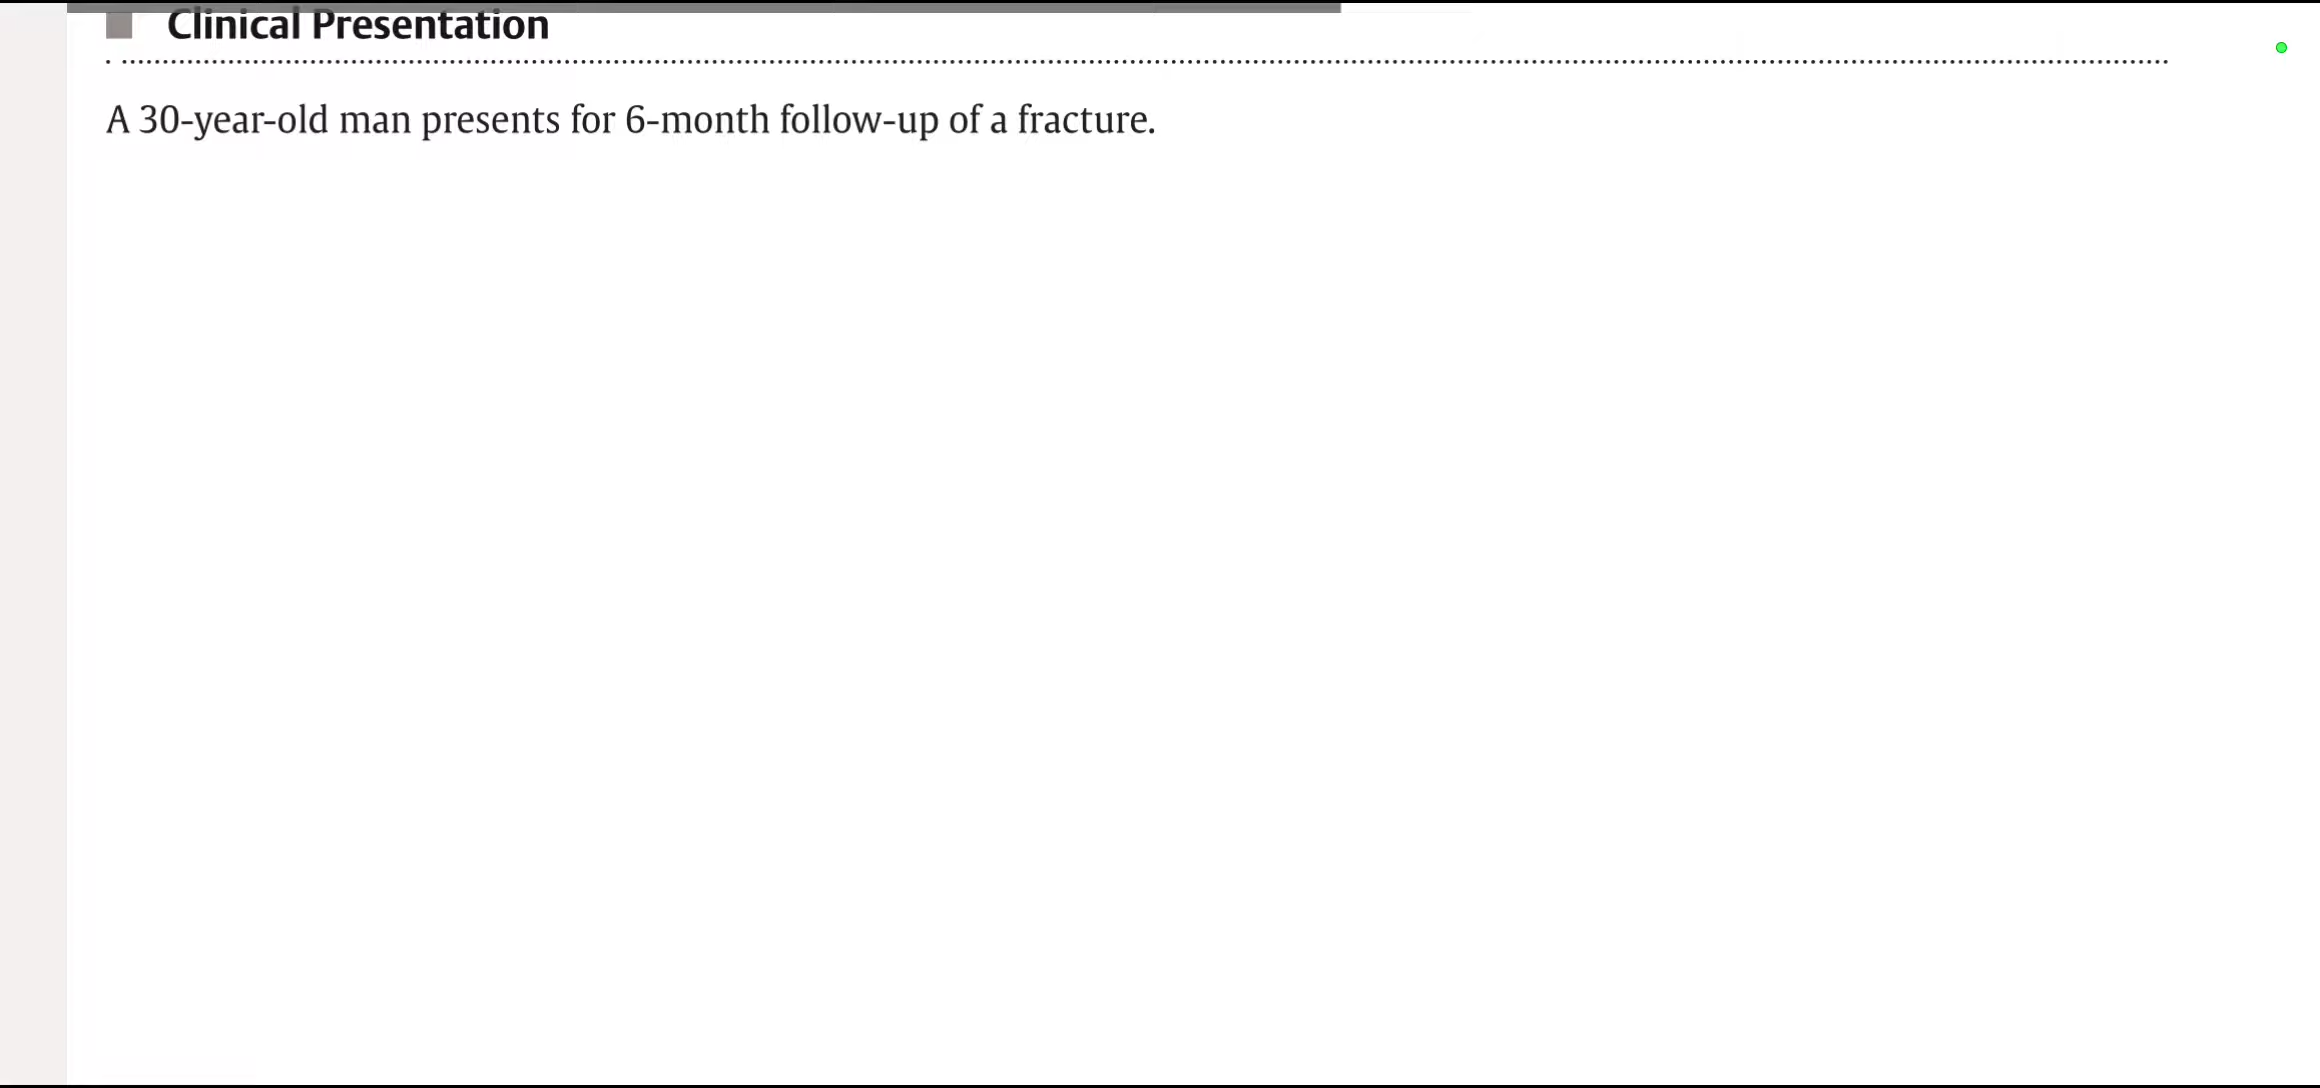 Clinical Presentation
A 30-year-old man presents for 6-month follow-up of a fracture.